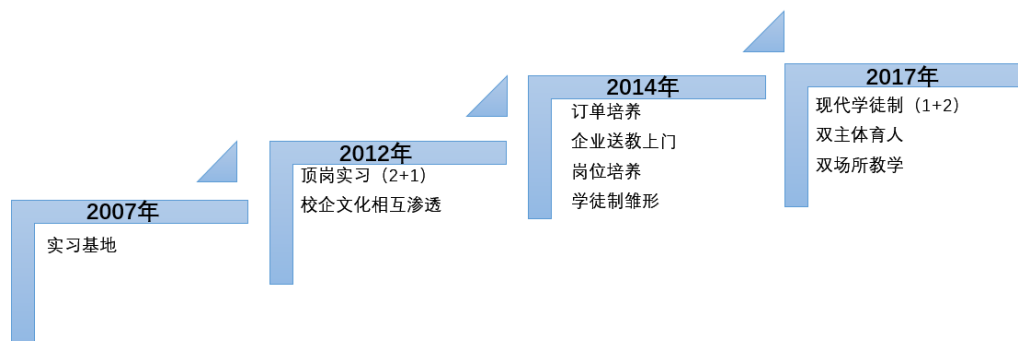 2007年
实习基地
2012年
顶岗实习（2+1）
校企文化相互渗透
2014年
订单培养
企业送教上门
岗位培养
学徒制雏形
2017年
现代学徒制（1+2）
双主体育人
双场所教学